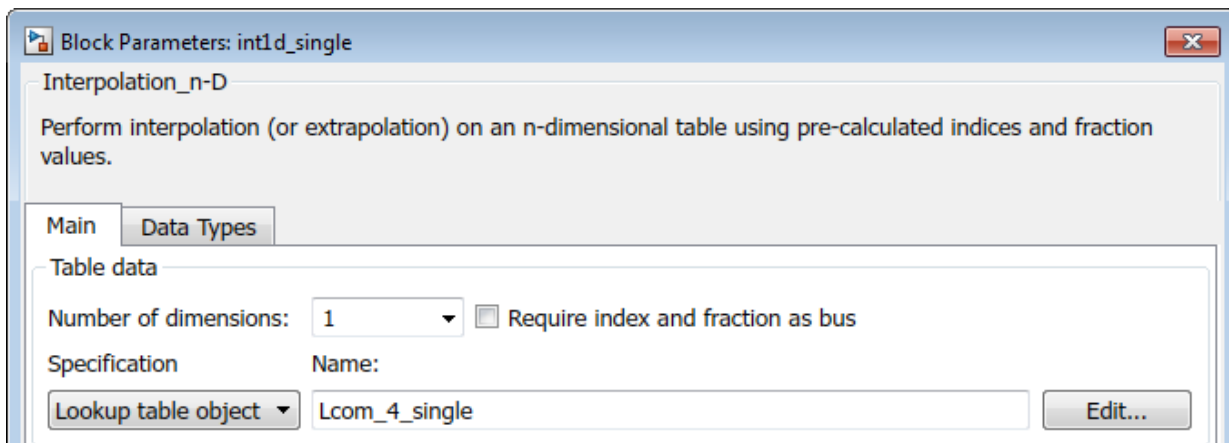 Block Parameters: int1d_single
Interpolation_n-D
Perform interpolation (or extrapolation) on an n-dimensional table using pre-calculated indices and fraction
values.
Main Data Types
Table data
Number of dimensions: 1 Require index and fraction as bus
Specification Name:
Lookup table object Lcom_4_single Edit...